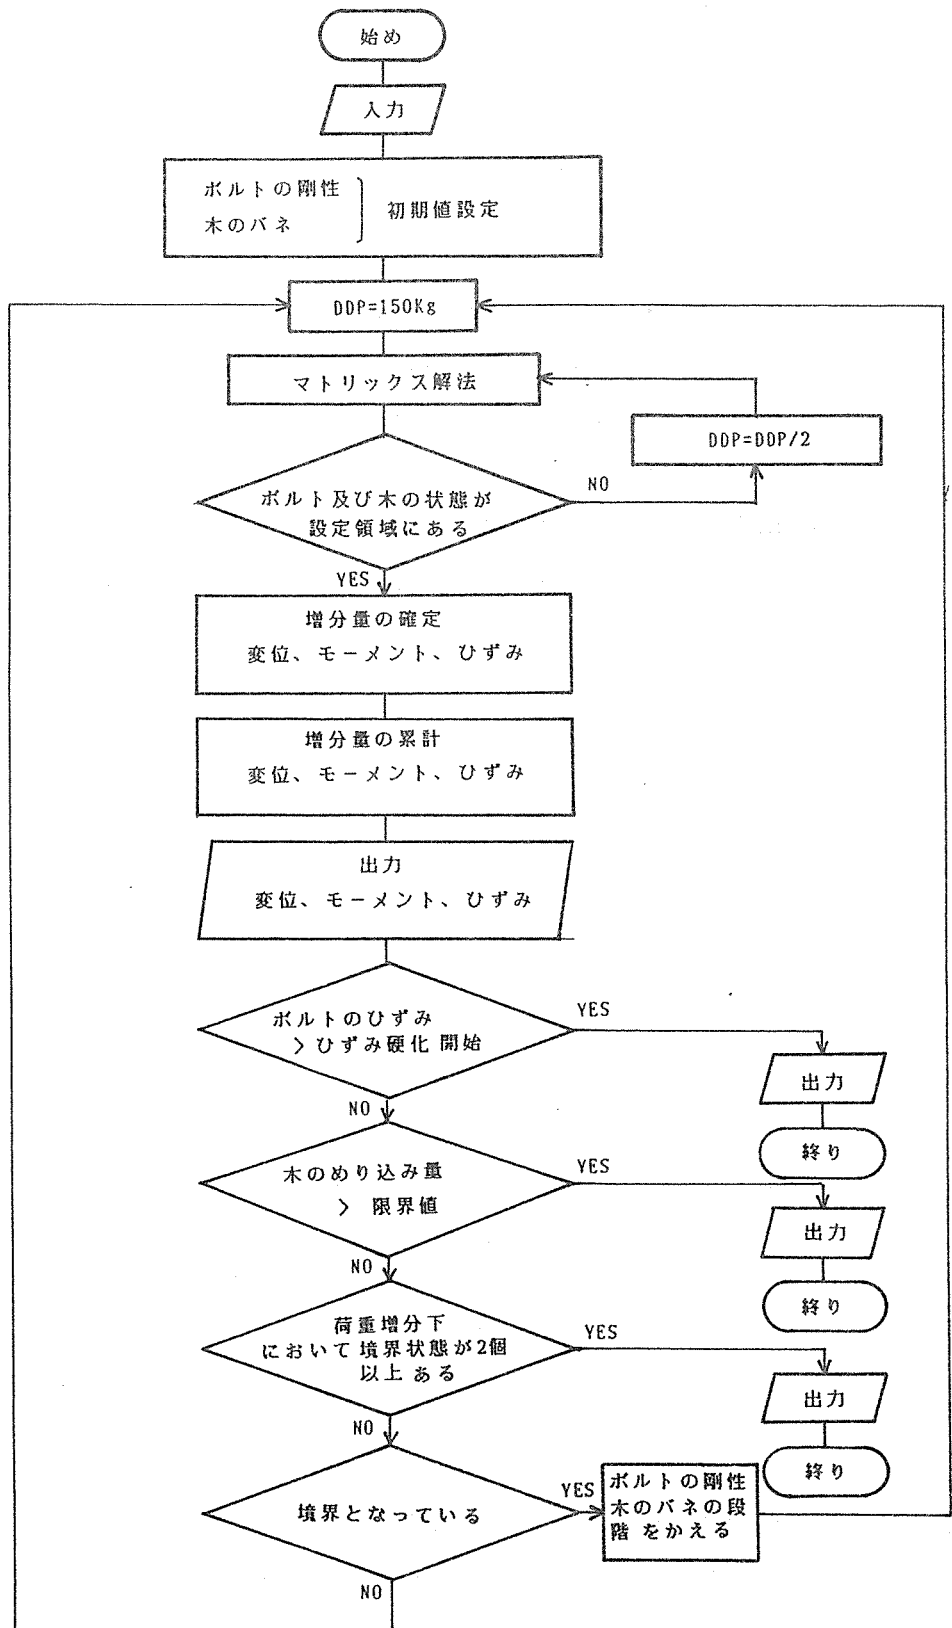 始め
入力
ボルトの剛性
木のバネ
初期値設定
DDP=150Kg
マトリックス解法
DDP=DDP/2
NO
ボルト及び木の状態が
設定領域にある
YES
増分量の確定
変位、モーメント、ひずみ
増分量の累計
変位、モーメント、ひずみ
出力
変位、モーメント、ひずみ
YES
ボルトのひずみ
>ひずみ硬化開始
出力
NO
終り
YES
木のめり込み量
> 限界値
出力
NO
終り
荷重増分下
において境界状態が2個
以上ある
YES
出力
NO
終り
YES
境界となっている
ボルトの剛性
木のバネの段
階をかえる
NO